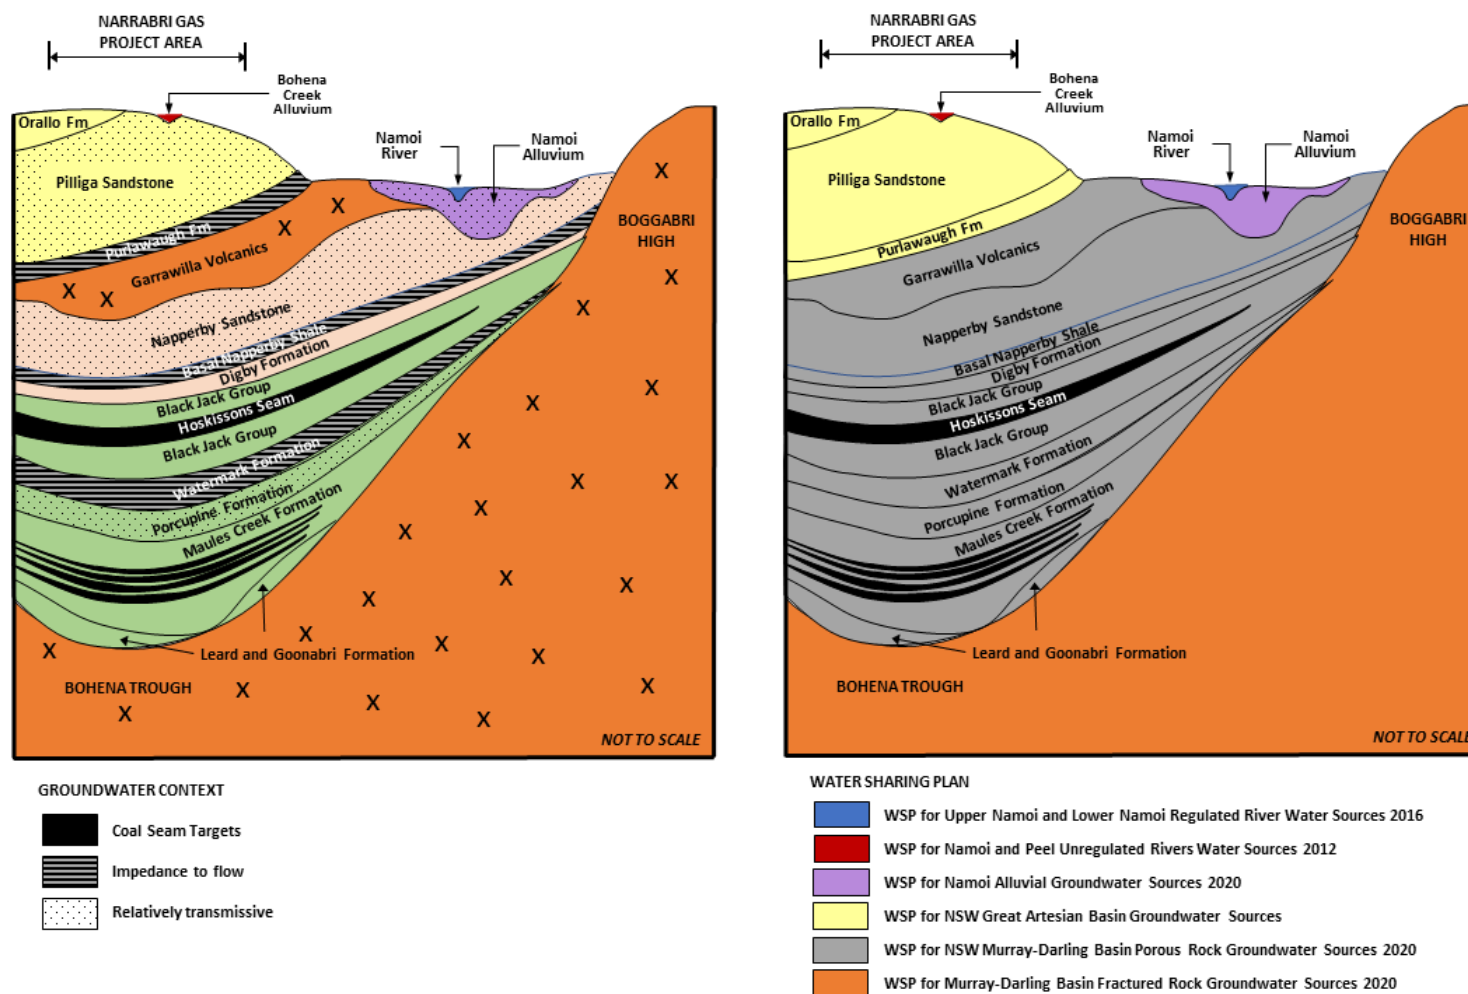 NARRABRI GAS
PROJECT AREA
Bohena
Creek
Alluvium
Orallo Fm
Namoi
River
Namoi
Alluvium
Pilliga Sandstone
X
X
X
BOGGABRI
HIGH
Purlawaugh Fm
Garrawilla Volcanics
X
X
X
X
Napperby Sandstone
Basal Napperby Shale
Digby Formation
Black Jack Group
Hoskissons Seam
Black Jack Group
X
X
X
Watermark Formation
X
X
Porcupine Formation
X
X
Maules Creek Formation
X
X
X
X
X
X
X
Leard and Goonabri Formation
X
BOHENA TROUGH
X
X
X
X
X
NOT TO SCALE
GROUNDWATER CONTEXT
Coal Seam Targets
Impedance to flow
Relatively transmissive
NARRABRI GAS
PROJECT AREA
Bohena
Creek
Alluvium
Orallo Fm
Namoi
River
Namoi
Alluvium
Pilliga Sandstone
BOGGABRI
HIGH
Purlawaugh Fm
Garrawilla Volcanics
Napperby Sandstone
Basal Napperby Shale
Digby Formation
Black Jack Group
Hoskissons Seam
Black Jack Group
Watermark Formation
Porcupine Formation
Maules Creek Formation
Leard and Goonabri Formation
BOHENA TROUGH
NOT TO SCALE
WATER SHARING PLAN
WSP for Upper Namoi and Lower Namoi Regulated River Water Sources 2016
WSP for Namoi and Peel Unregulated Rivers Water Sources 2012
WSP for Namoi Alluvial Groundwater Sources 2020
WSP for NSW Great Artesian Basin Groundwater Sources
WSP for NSW Murray-Darling Basin Porous Rock Groundwater Sources 2020
WSP for Murray-Darling Basin Fractured Rock Groundwater Sources 2020